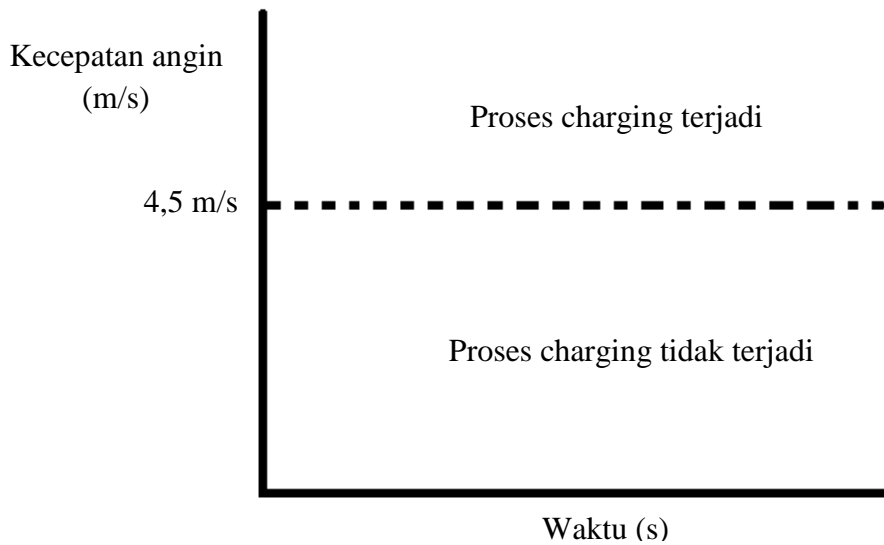 Kecepatan angin
(m/s)
Proses charging terjadi
4,5 m/s
Proses charging tidak terjadi
Waktu (s)